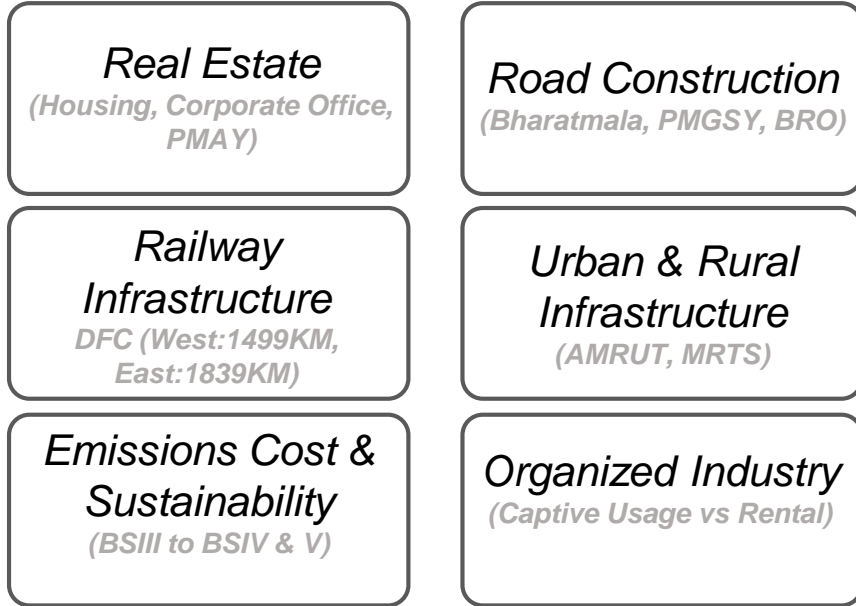 Real Estate
(Housing, Corporate Office,
PMAY)
Road Construction
(Bharatmala, PMGSY, BRO)
Railway
Infrastructure
DFC (West:1499KM,
East:1839KM)
Urban & Rural
Infrastructure
(AMRUT, MRTS)
Emissions Cost &
Sustainability
(BSIII to BSIV & V)
Organized Industry
(Captive Usage vs Rental)